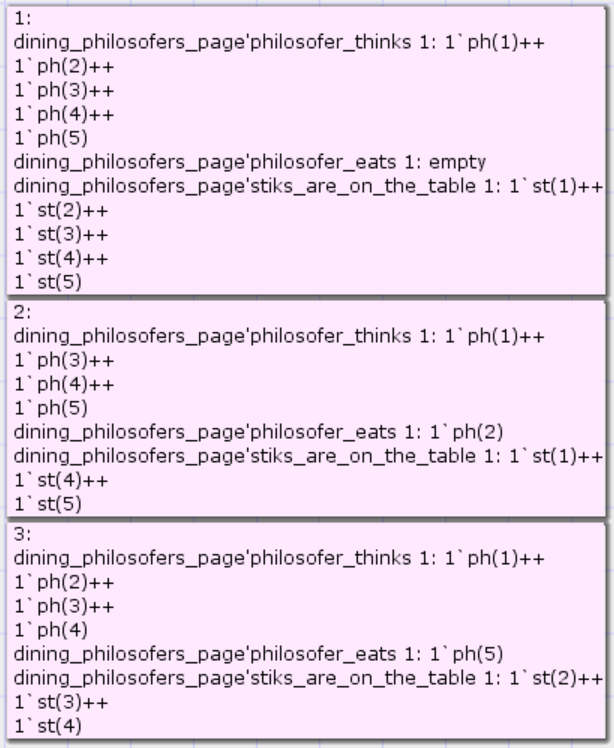 1:
dining_philosofers_page'philosofer_thinks 1: 1`ph(1)++
1`ph(2)++
1`ph(3)++
1`ph(4)++
1`ph(5)
dining_philosofers_page'philosofer_eats 1: empty
dining_philosofers_page'stiks_are_on_the_table 1: 1`st(1)++
1`st(2)++
1`st(3)++
1`st(4)++
1`st(5)
2:
dining_philosofers_page'philosofer_thinks 1: 1`ph(1)++
1`ph(3)++
1`ph(4)++
1`ph(5)
dining_philosofers_page'philosofer_eats 1: 1`ph(2)
dining_philosofers_page'stiks_are_on_the_table 1: 1`st(1)++
1`st(4)++
1`st(5)
3:
dining_philosofers_page'philosofer_thinks 1: 1`ph(1)++
1`ph(2)++
1`ph(3)++
1`ph(4)
dining_philosofers_page'philosofer_eats 1: 1`ph(5)
dining_philosofers_page'stiks_are_on_the_table 1: 1`st(2)++
1`st(3)++
1`st(4)